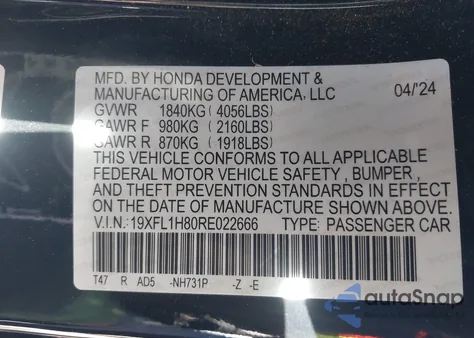 MFD. BY HONDA DEVELOPMENT &
MANUFACTURING OF AMERICA, LLC 04/'24
GVWR 1840KG ( 4056LBS)
GAWR F 980KG ( 2160LBS)
GAWR R 870KG ( 1918LBS)
THIS VEHICLE CONFORMS TO ALL APPLICABLE
FEDERAL MOTOR VEHICLE SAFETY , BUMPER ,
AND THEFT PREVENTION STANDARDS IN EFFECT
ON THE DATE OF MANUFACTURE SHOWN ABOVE.
V.I.N.: 19XFL1H80RE022666 TYPE: PASSENGER CAR
T47 R AD5 -NH731P -Z -E
autoSnap